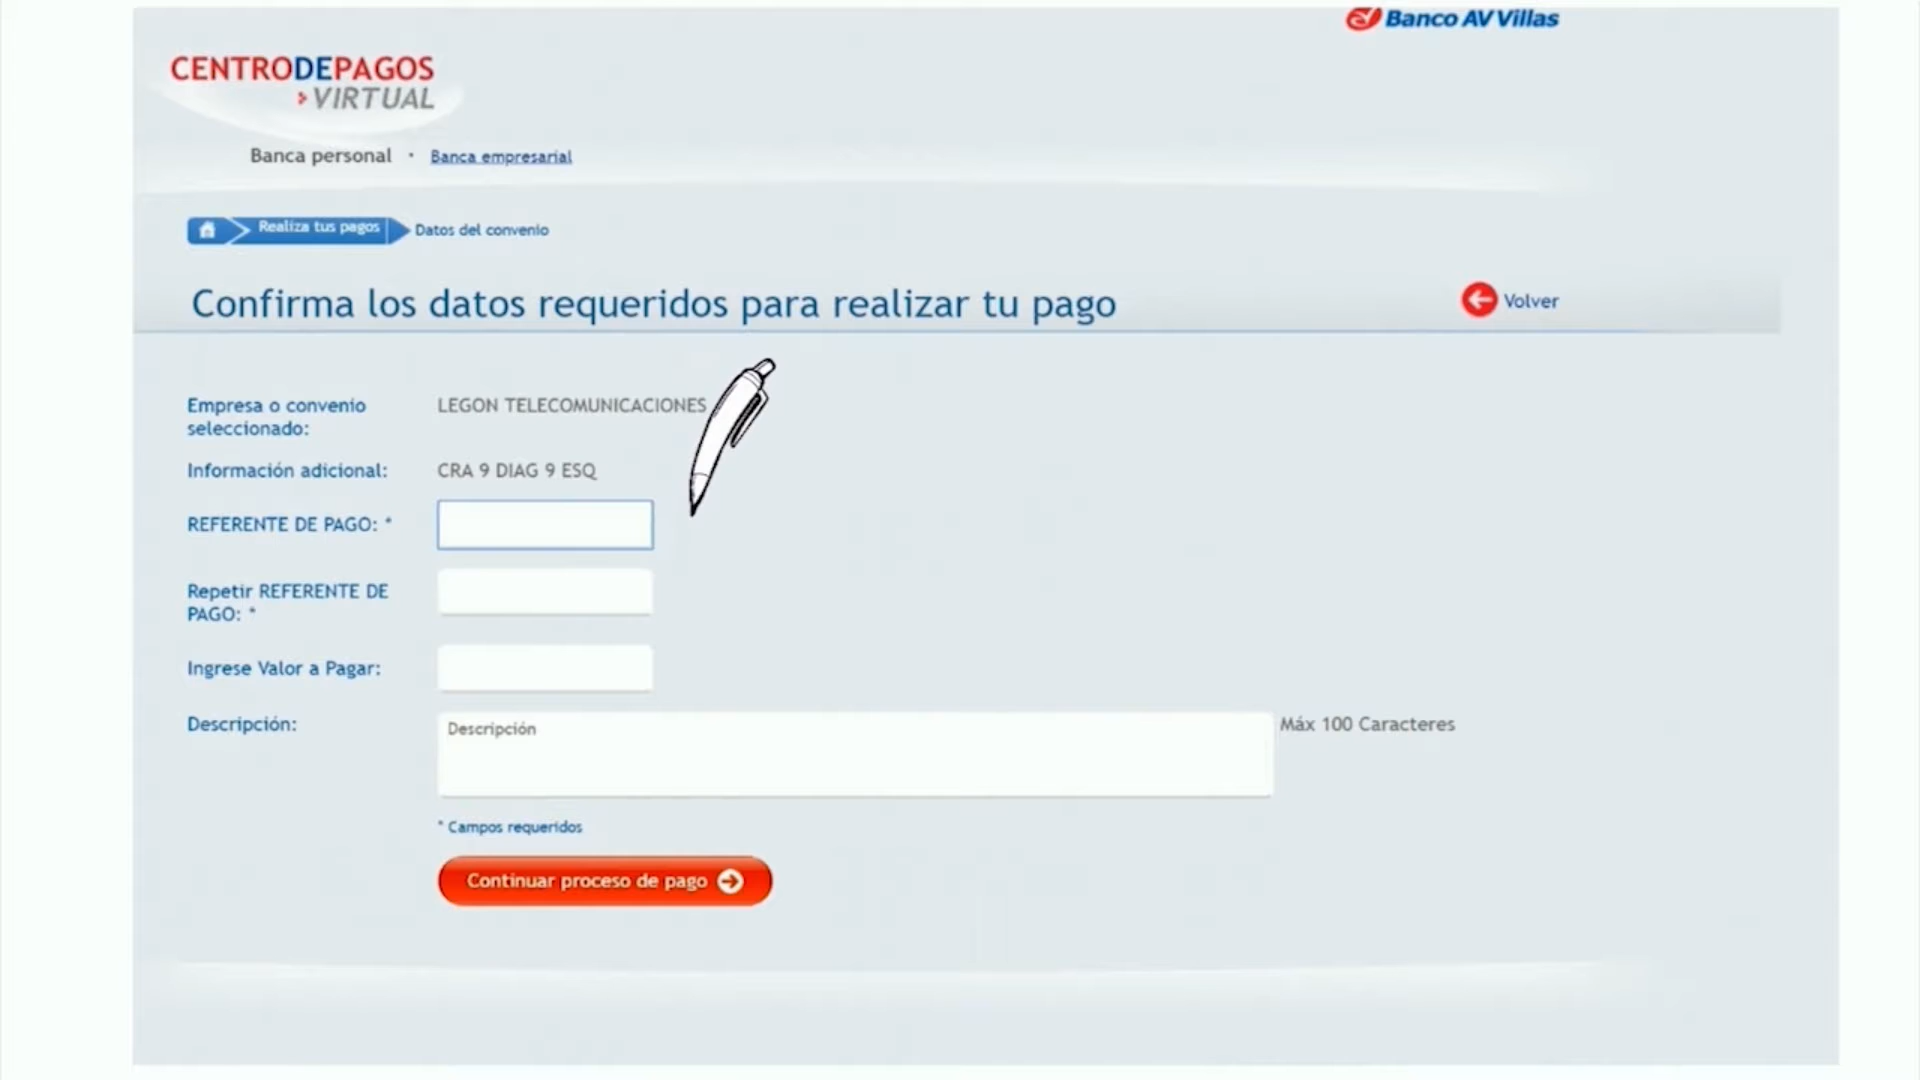 Banco AV Villas
CENTRODEPAGOS
VIRTUAL
Banca personal · Banca empresarial
Realiza tus pagos Datos del convenio
Confirma los datos requeridos para realizar tu pago
Volver
Empresa o convenio
seleccionado:
LEGON TELECOMUNICACIONES
Información adicional: CRA 9 DIAG 9 ESQ
REFERENTE DE PAGO: *
Repetir REFERENTE DE
PAGO: *
Ingrese Valor a Pagar:
Descripción: Descripción Máx 100 Caracteres
* Campos requeridos
Continuar proceso de pago